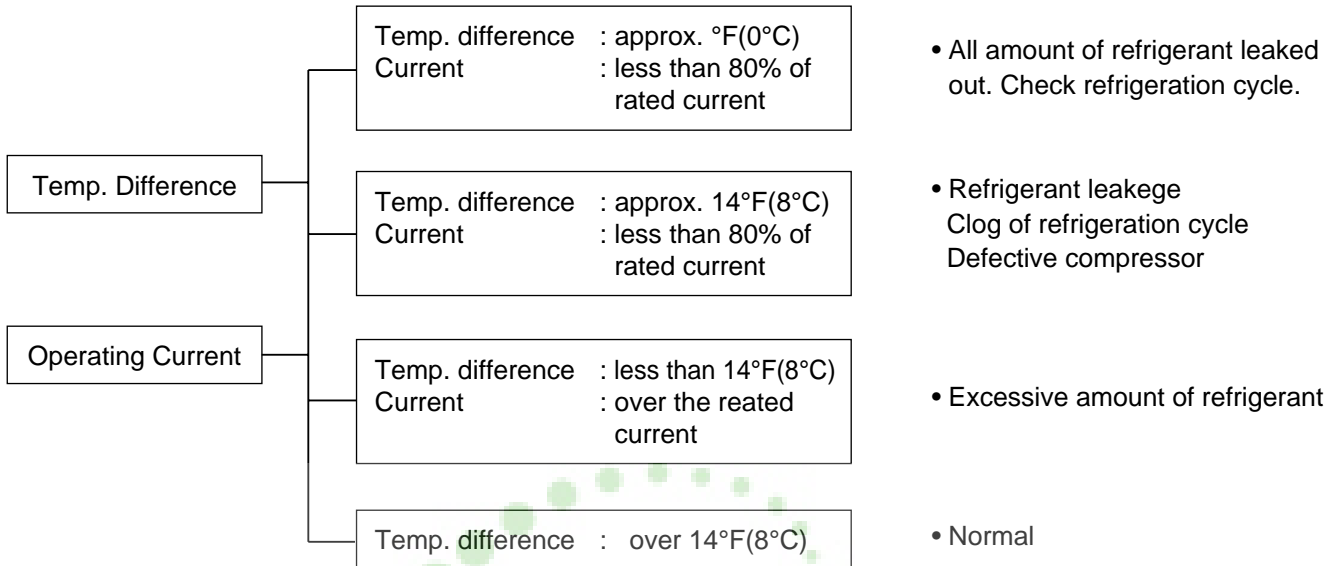 Temp. difference : approx. °F(0°C)
Current : less than 80% of
rated current
• All amount of refrigerant leaked
out. Check refrigeration cycle.
Temp. Difference
Temp. difference : approx. 14°F(8°C)
Current : less than 80% of
rated current
• Refrigerant leakege
Clog of refrigeration cycle
Defective compressor
Operating Current
Temp. difference : less than 14°F(8°C)
Current : over the reated
current
• Excessive amount of refrigerant
Temp. difference : over 14°F(8°C)
• Normal